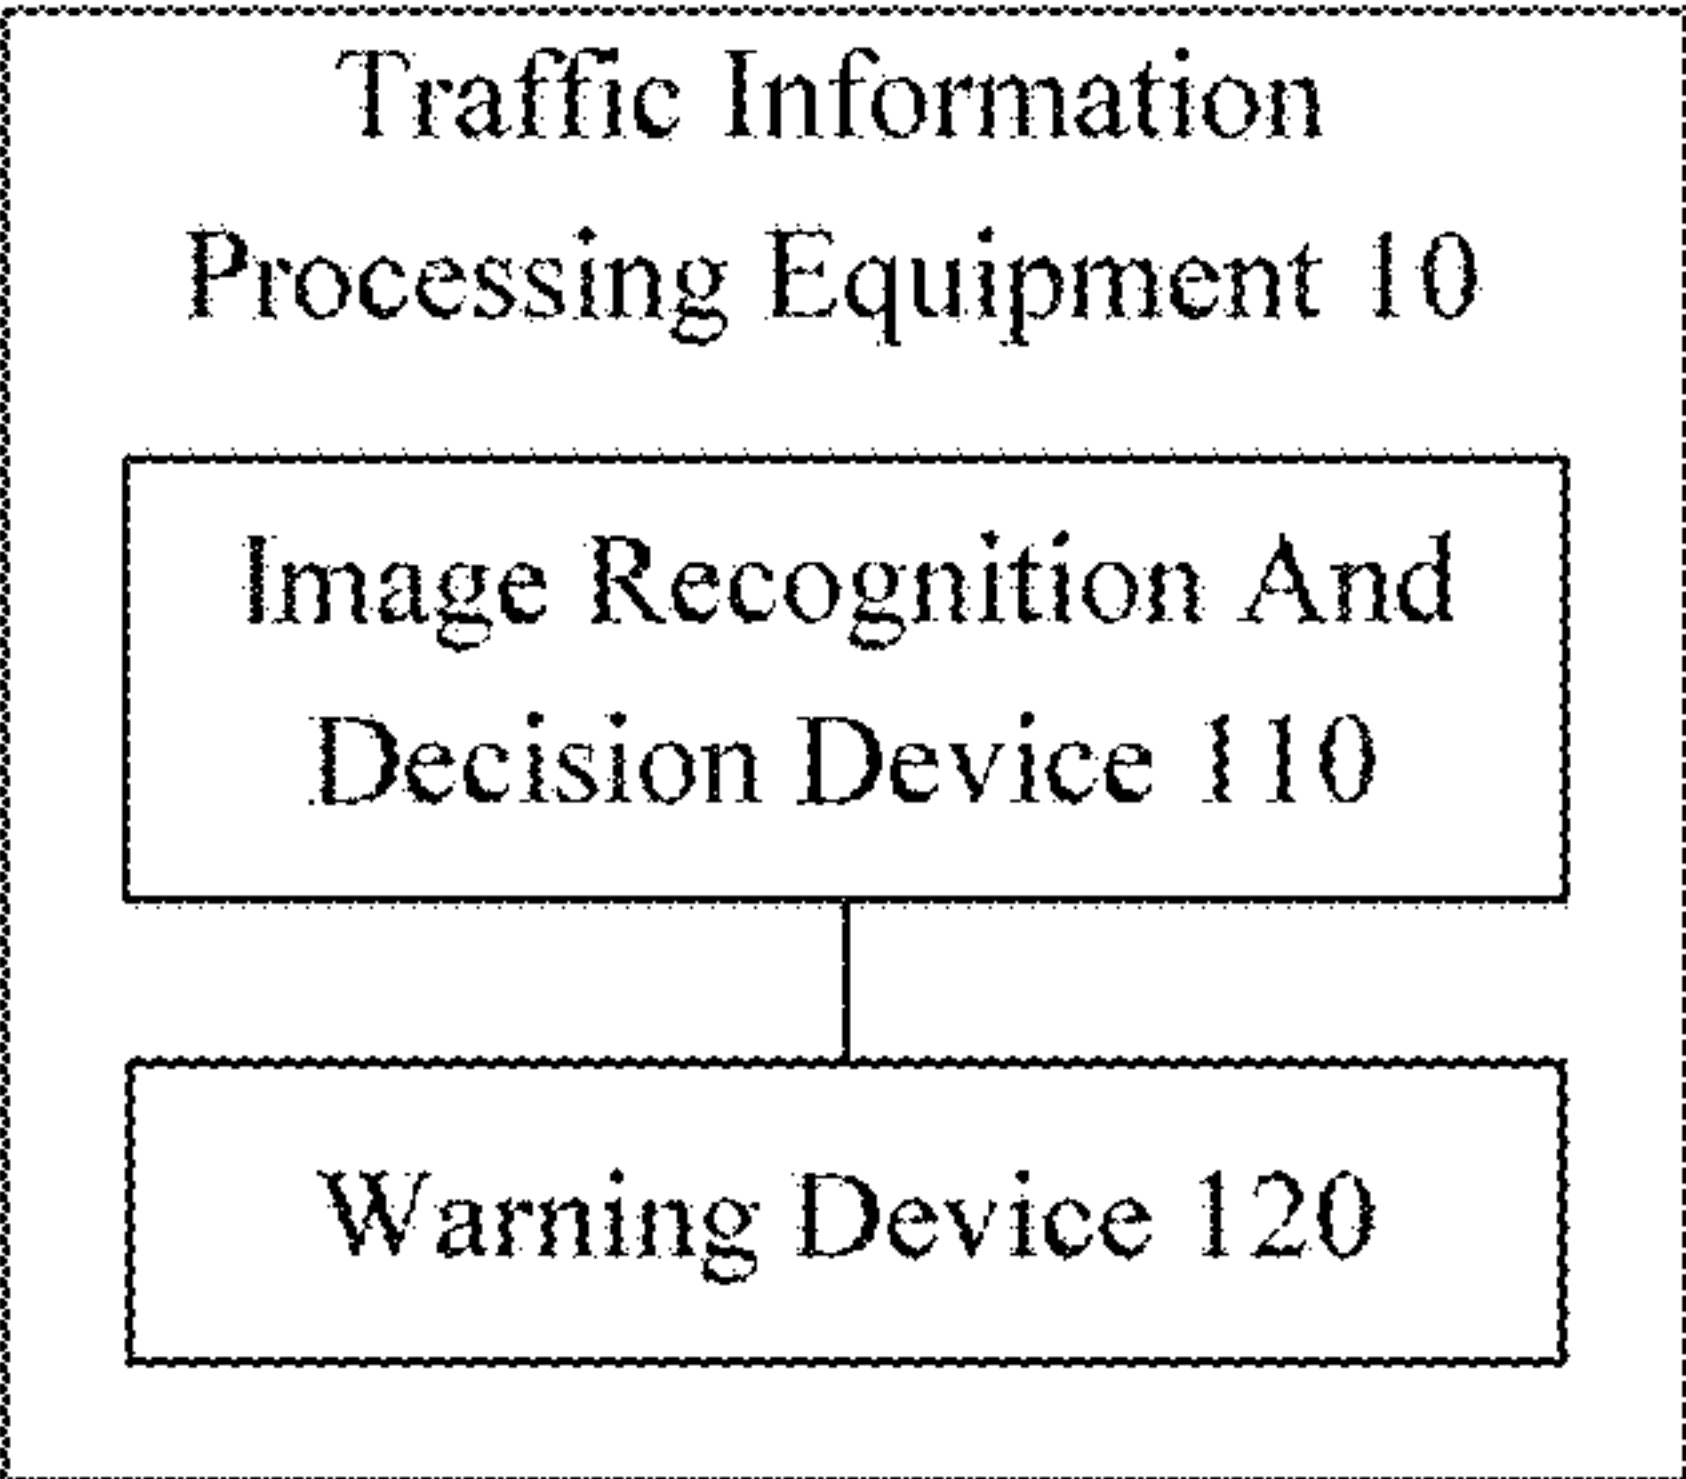 Traffic Information
Processing Equipment 10
Image Recognition And
Decision Device 110
Warning Device 120